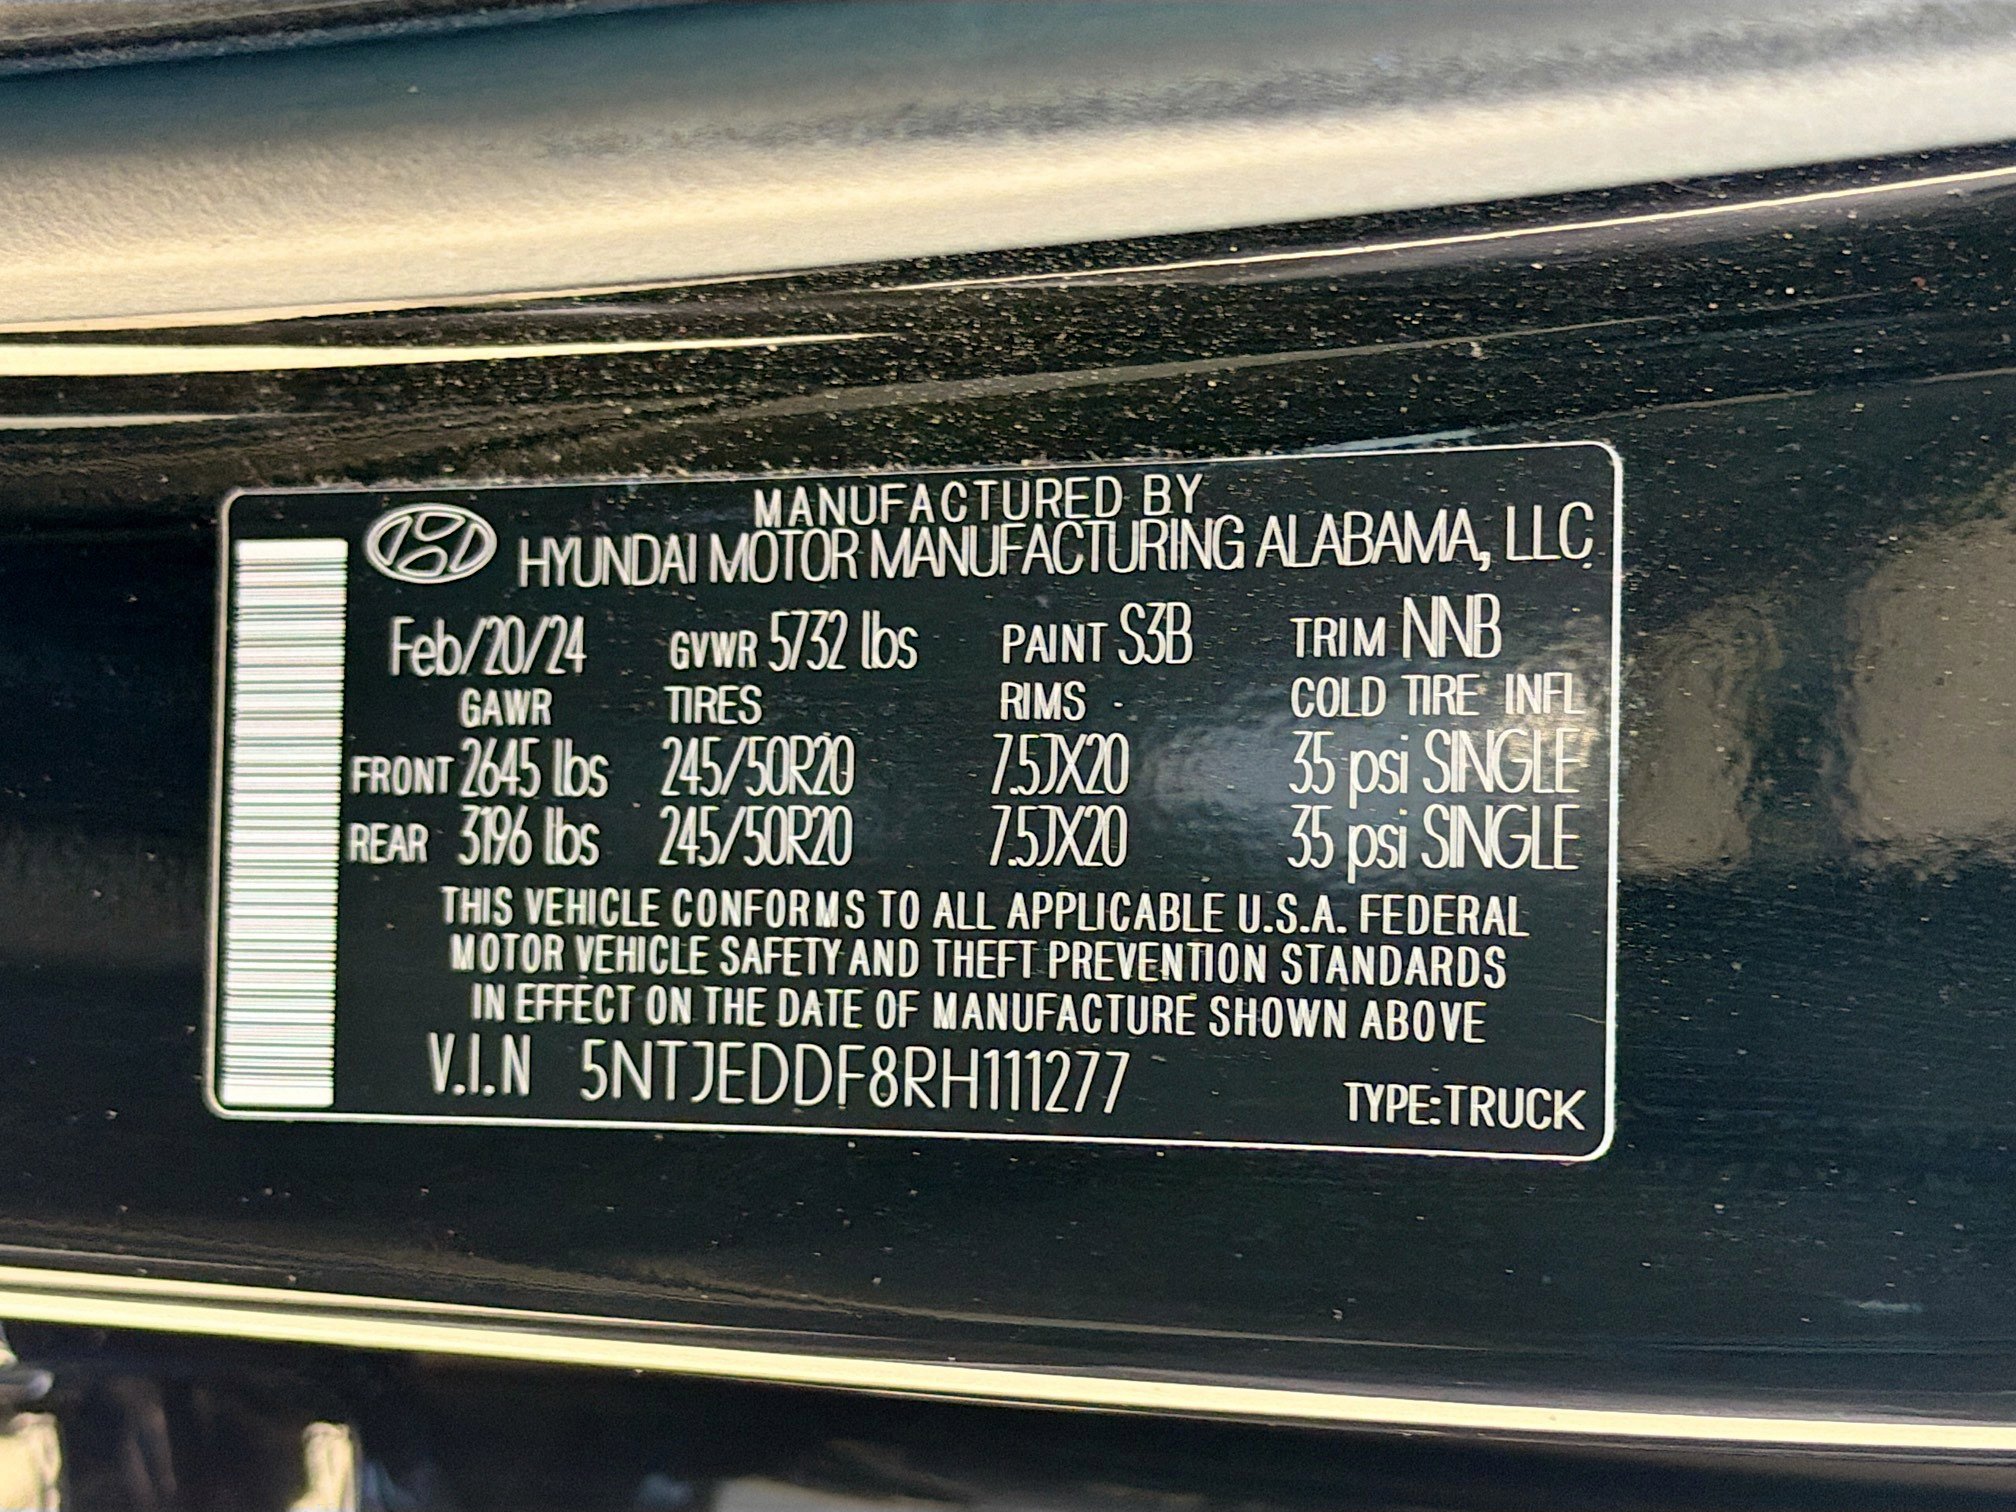 MANUFACTURED BY
HYUNDAI MOTOR MANUFACTURING ALABAMA, LLC
Feb/20/24 GVWR 5732 lbs PAINT S3B TRIM NNB
GAWR TIRES RIMS COLD TIRE INFL
FRONT 2645 lbs 245/50R20 7.5JX20 35 psi SINGLE
REAR 3196 lbs 245/50R20 7.5JX20 35 psi SINGLE
THIS VEHICLE CONFORMS TO ALL APPLICABLE U.S.A. FEDERAL
MOTOR VEHICLE SAFETY AND THEFT PREVENTION STANDARDS
IN EFFECT ON THE DATE OF MANUFACTURE SHOWN ABOVE
V.I.N 5NTJEDDF8RH111277
TYPE:TRUCK